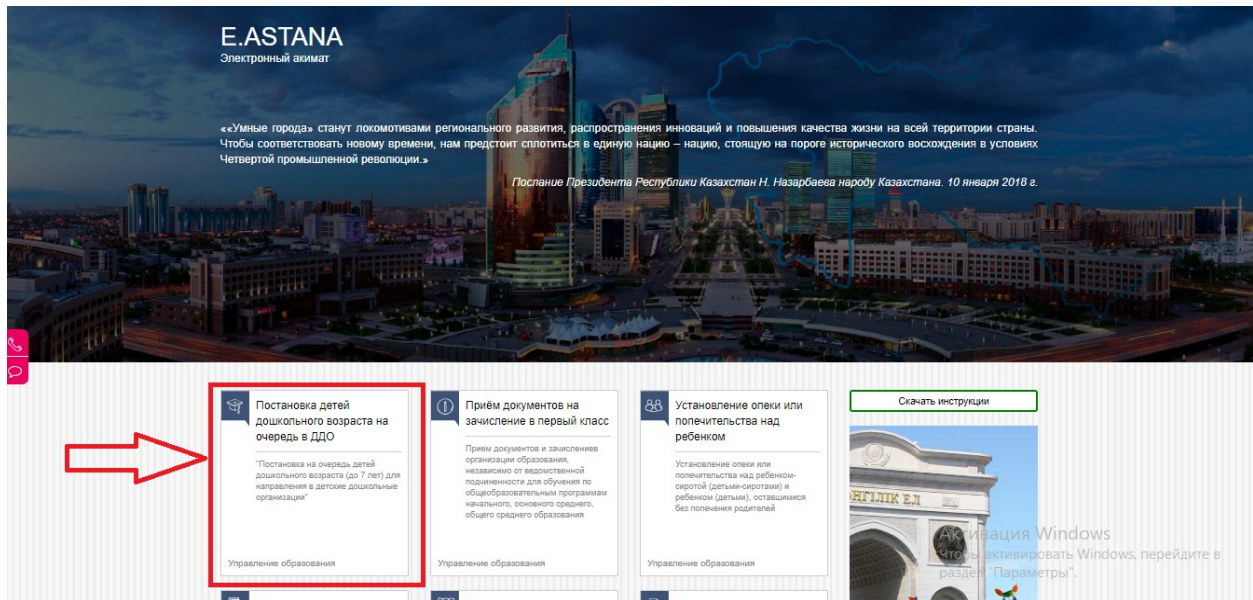 E.ASTANA
Электронный акимат
««Умные города» станут локомотивами регионального развития, распространения инноваций и повышения качества жизни на всей территории страны.
Чтобы соответствовать новому времени, нам предстоит сплотиться в единую нацию – нацию, стоящую на пороге исторического восхождения в условиях
Четвертой промышленной революции.»
Послание Президента Республики Казахстан Н. Назарбаева народу Казахстана. 10 января 2018 г.
Постановка детей
дошкольного возраста на
очередь в ДДО
"Постановка на очередь детей
дошкольного возраста (до 7 лет) для
направления в детские дошкольные
организации"
Управление образования
Приём документов на
зачисление в первый класс
Прием документов и зачислениев
организации образования,
независимо от ведомственной
подчиненности для обучения по
общеобразовательным программам
начального, основного среднего,
общего среднего образования
Управление образования
Установление опеки или
попечительства над
ребенком
Установление опеки или
попечительства над ребенком-
сиротой (детьми-сиротами) и
ребенком (детьми), оставшимися
без попечения родителей
Управление образования
Скачать инструкции
ЕЛ
Активация Windows
Чтобы активировать Windows, перейдите в
раздел "Параметры".